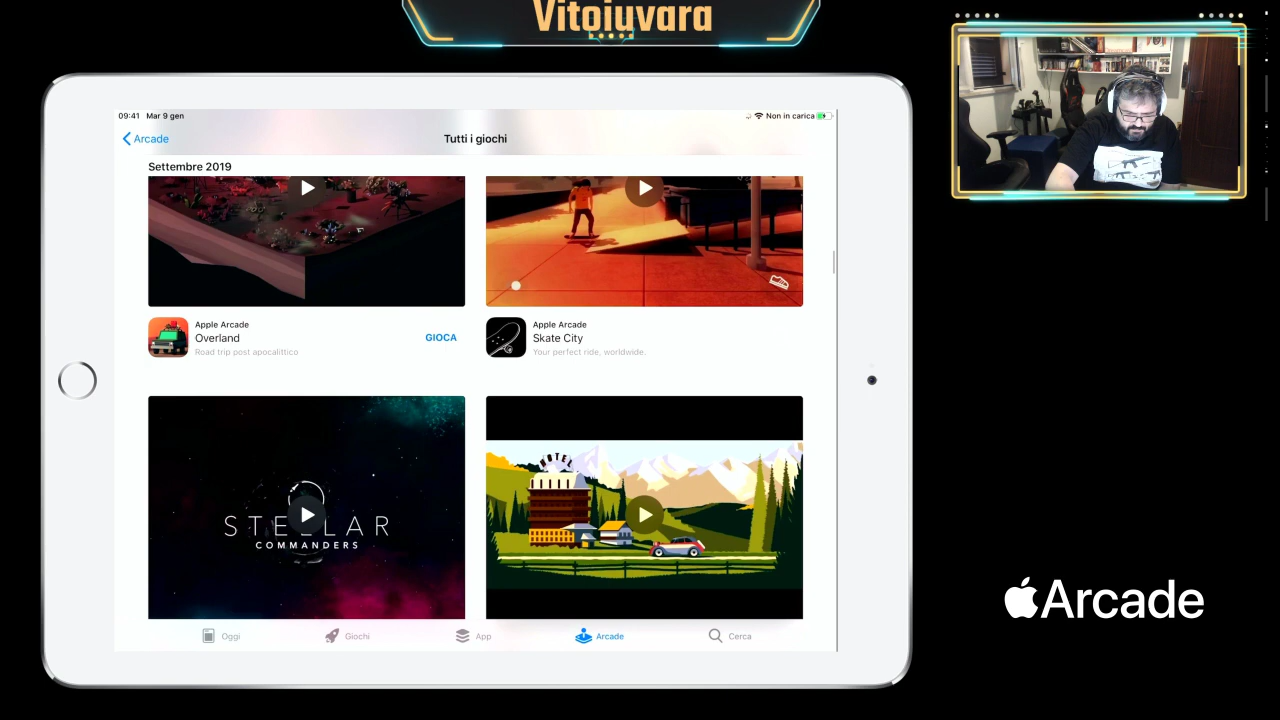 Vitoiuvara
09:41 Mar 9 gen
Non in carica
Arcade
Tutti i giochi
Settembre 2019
Apple Arcade
Overland
Road trip post apocalittico
GIOCA
Apple Arcade
Skate City
Your perfect ride, worldwide.
STELLAR
COMMANDERS
HOTEL
Oggi
Giochi
App
Arcade
Cerca
Arcade